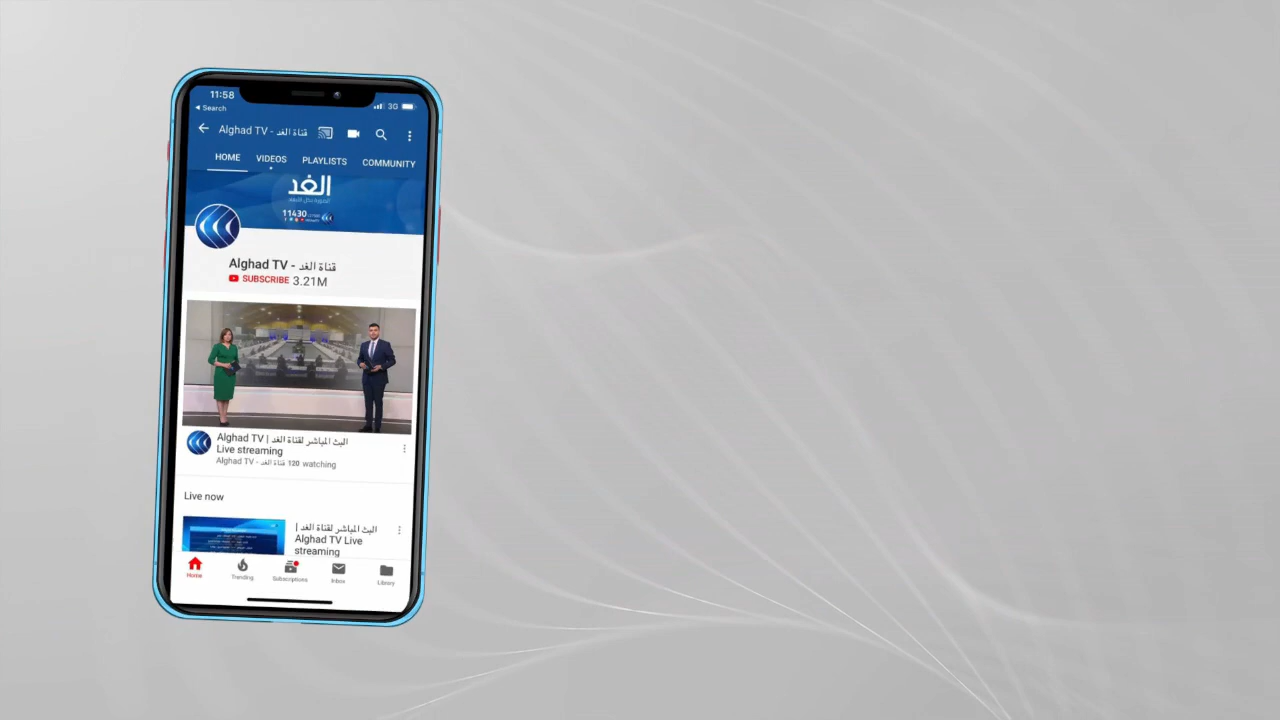 11:58
3G
Search
Alghad TV - قناة الغد
HOME VIDEOS PLAYLISTS COMMUNITY
الغد
11430
Alghad TV - قناة الغد
SUBSCRIBE 3.21M
البث المباشر لقناة الغد | Alghad TV
Live streaming
Alghad TV - قناة الغد 120 watching
Live now
البث المباشر لقناة الغد |
Alghad TV Live
streaming
Home Trending Subscriptions Inbox Library